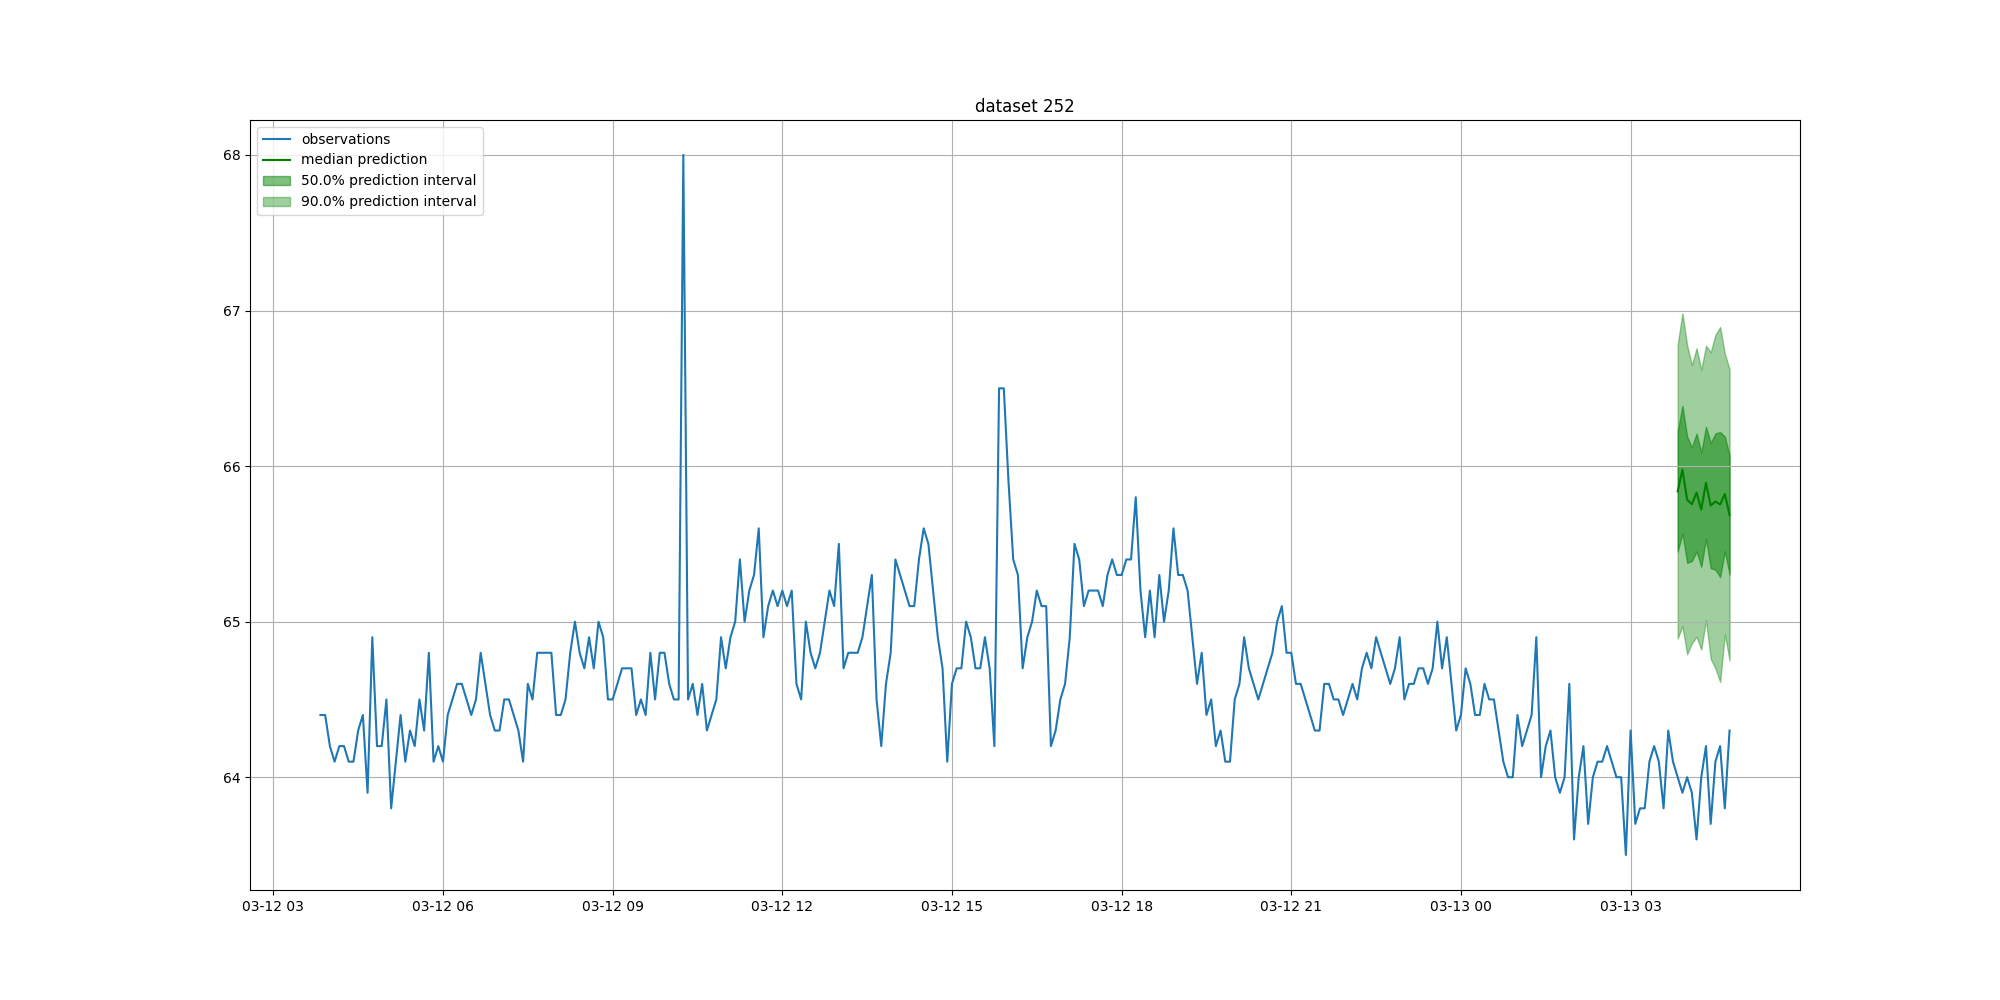 dataset 252
observations
median prediction
50.0% prediction interval
90.0% prediction interval
68
67
66
65
64
03-12 03
03-12 06
03-12 09
03-12 12
03-12 15
03-12 18
03-12 21
03-13 00
03-13 03